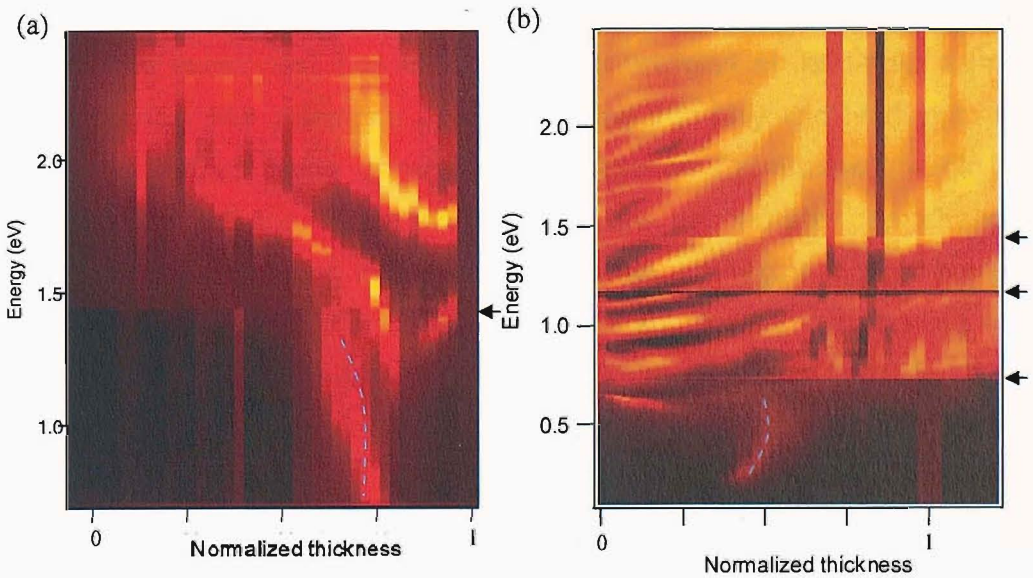 (a)
Energy (eV)
2.0
1.5
1.0
0
1
Normalized thickness
(b)
Energy (eV)
2.0
1.5
1.0
0.5
0
1
Normalized thickness